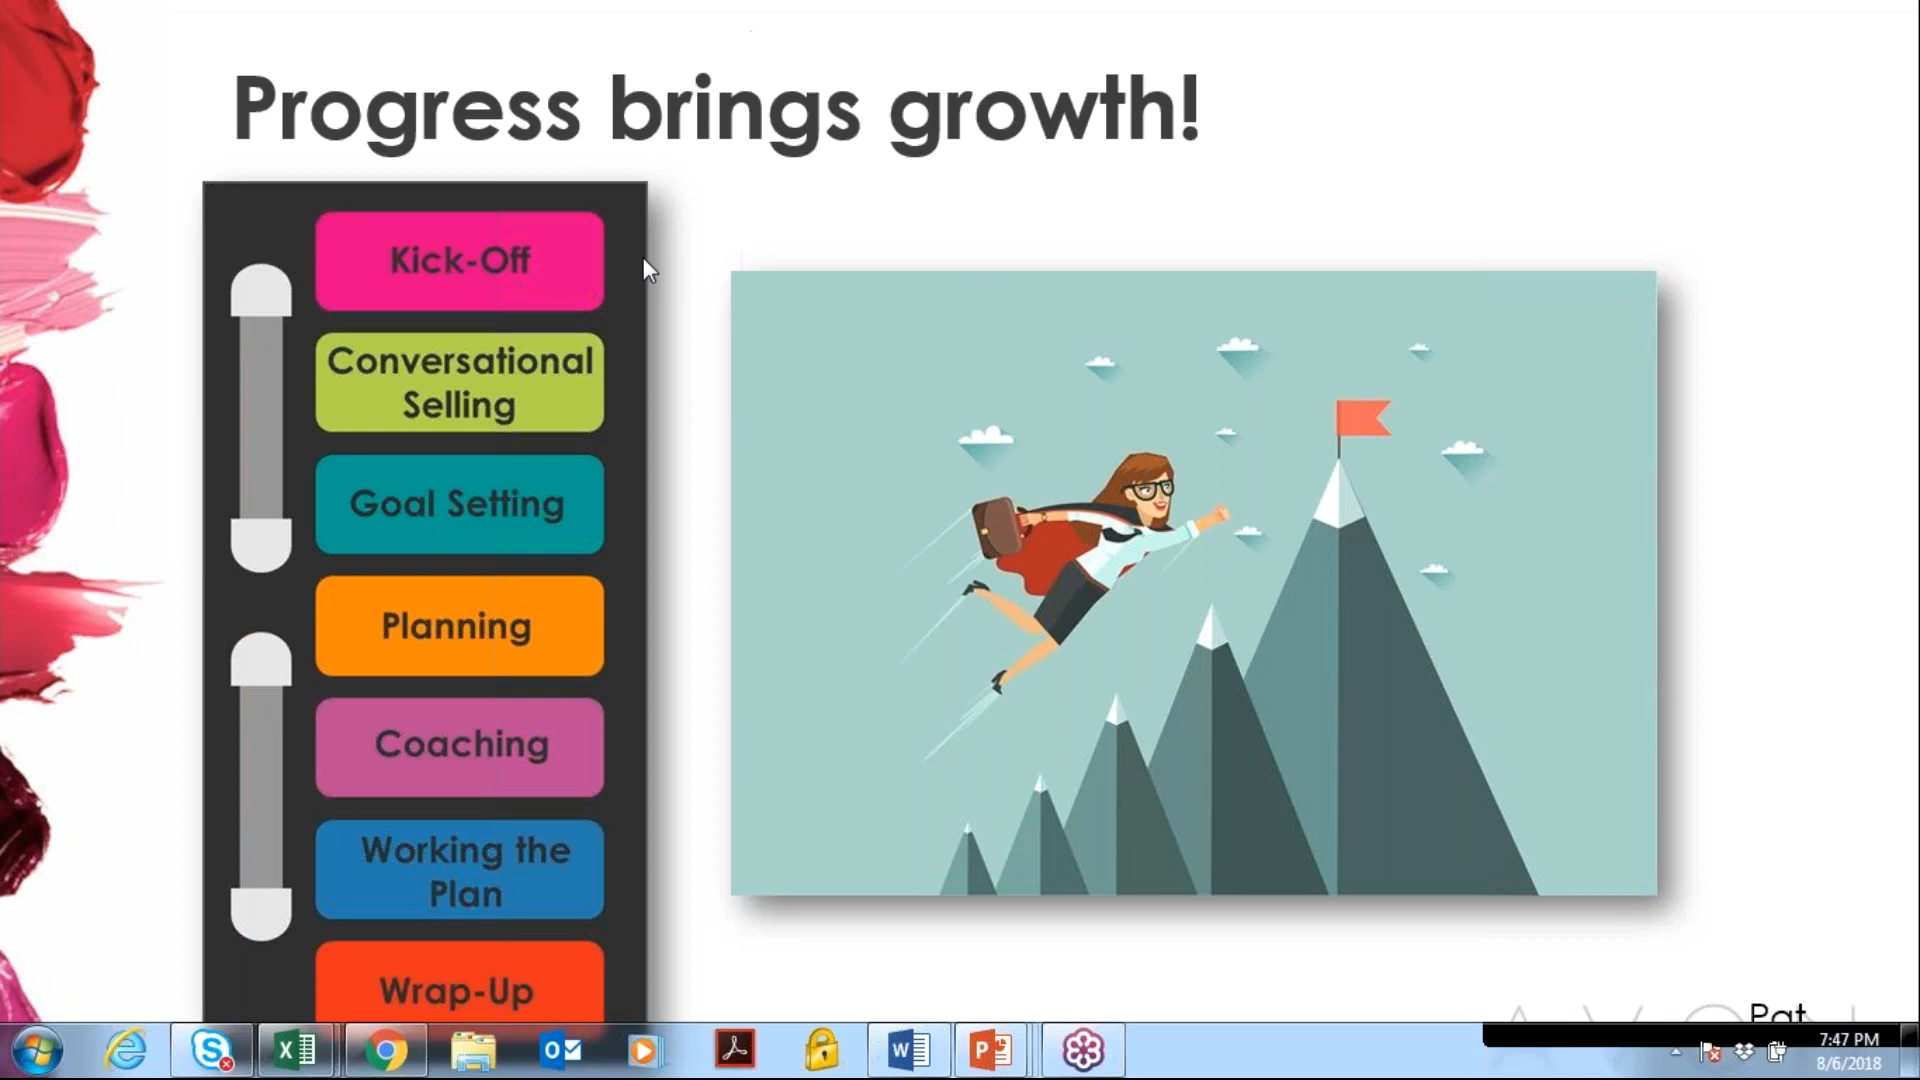 Progress brings growth!
Kick-Off
Conversational
Selling
Goal Setting
Planning
Coaching
Working the
Plan
Wrap-Up
Pat
7:47 PM
8/6/2018